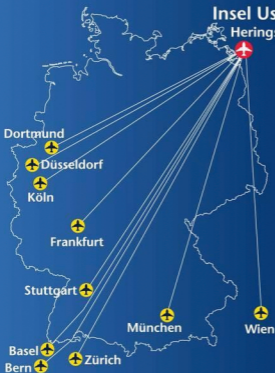 Insel Us
Herings
Dortmund
Düsseldorf
Köln
Frankfurt
Stuttgart
München
Wien
Basel
Zürich
Bern